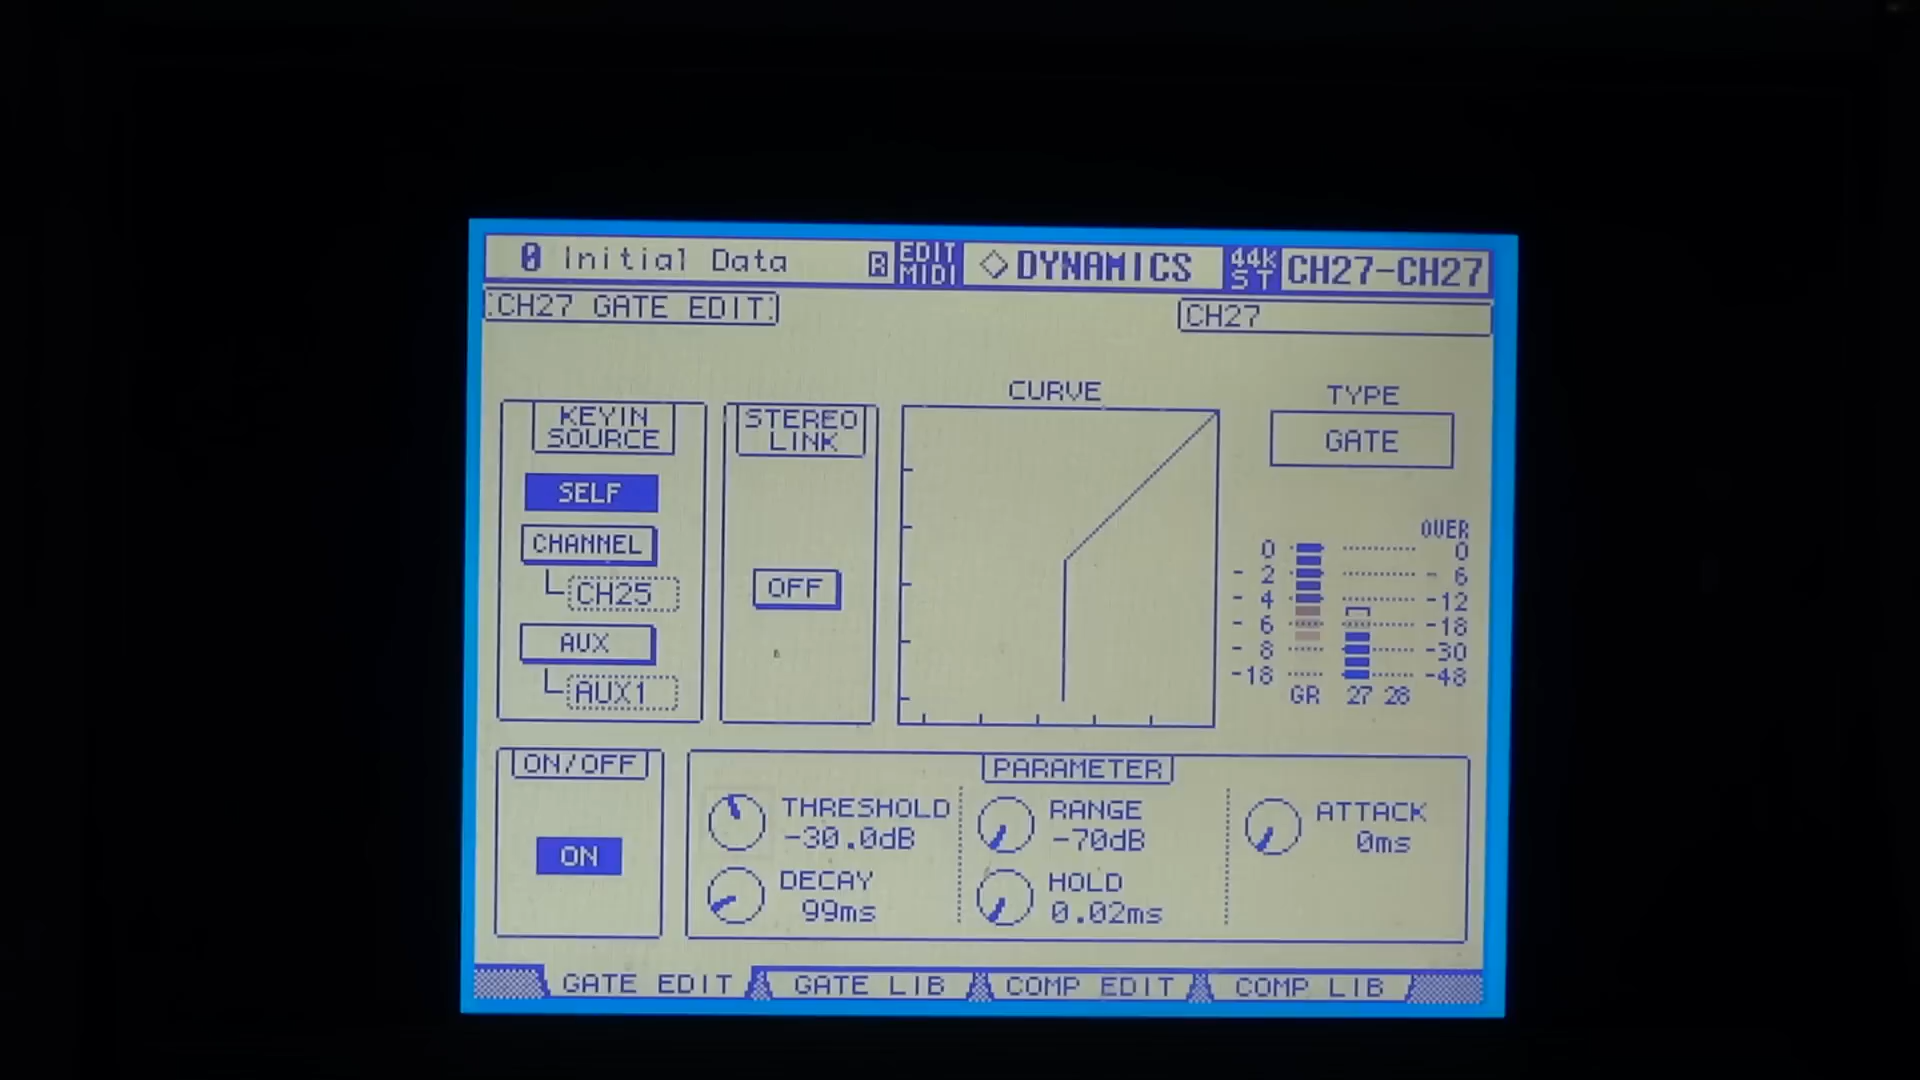 0 Initial Data R EDIT MIDI ◇DYNAMICS 44K ST CH27-CH27
CH27 GATE EDIT
CH27
KEYIN
SOURCE
SELF
CHANNEL
CH25
AUX
AUX1
STEREO
LINK
OFF
CURVE
TYPE
GATE
OVER
0 0
- 2 - 6
- 4 -12
- 6 -18
- 8 -30
-18 -48
GR 27 28
ON/OFF
ON
PARAMETER
THRESHOLD
-30.0dB
RANGE
-70dB
ATTACK
0ms
DECAY
99ms
HOLD
0.02ms
GATE EDIT GATE LIB COMP EDIT COMP LIB